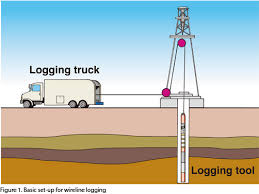 Logging truck
Logging tool
Figure 1. Basic set-up for wireline logging